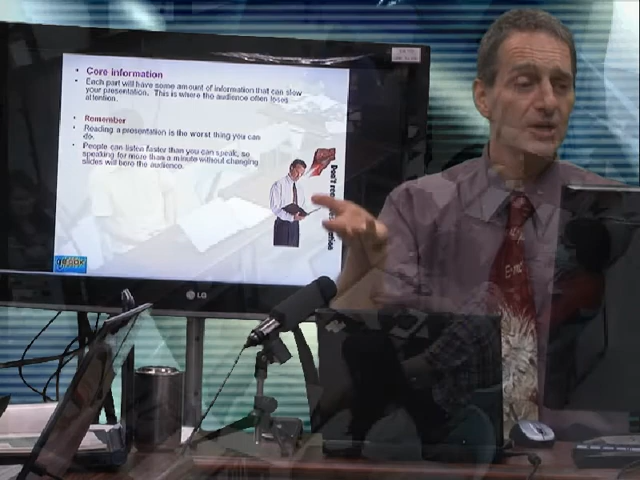 Core information
Each part will have some amount of information that can slow
your presentation. This is where the audience often loses
attention.
Remember
Reading a presentation is the worst thing you can
do.
People can listen faster than you can speak, so
speaking for more than a minute without changing
slides will bore the audience.
Don't
LG